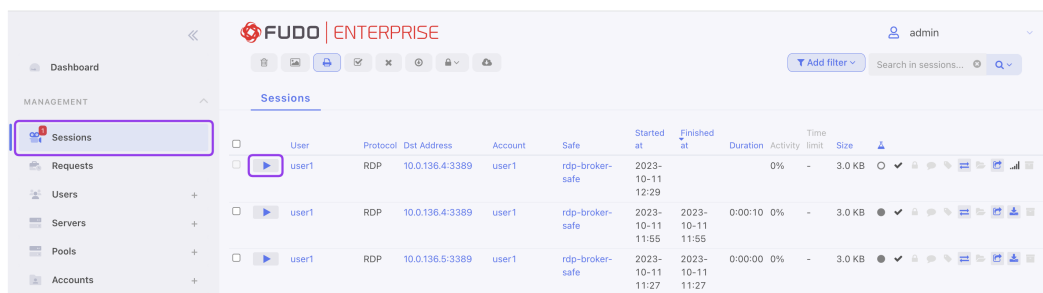 FUDO ENTERPRISE
admin
Dashboard
Add filter
Search in sessions...
MANAGEMENT
Sessions
1
Sessions
User Protocol Dst Address Account Safe Started at Finished at Duration Activity Time limit Size
Requests
user1 RDP 10.0.136.4:3389 user1 rdp-broker-safe 2023-10-11 12:29 0% - 3.0 KB
Users +
Servers +
user1 RDP 10.0.136.4:3389 user1 rdp-broker-safe 2023-10-11 11:55 2023-10-11 11:55 0:00:10 0% - 3.0 KB
Pools +
user1 RDP 10.0.136.5:3389 user1 rdp-broker-safe 2023-10-11 11:27 2023-10-11 11:27 0:00:00 0% - 3.0 KB
Accounts +